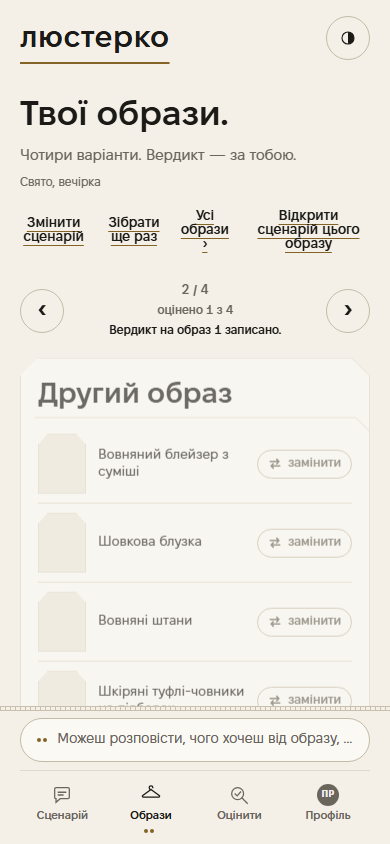 люстерко
Твої образи.
Чотири варіанти. Вердикт — за тобою.
Свято, вечірка
Змінити
сценарій
Зібрати
ще раз
Усі
образи
›
Відкрити
сценарій цього
образу
‹
2 / 4
оцінено 1 з 4
Вердикт на образ 1 записано.
›
Другий образ
Вовняний блейзер з
суміші
замінити
Шовкова блузка
замінити
Вовняні штани
замінити
Шкіряні туфлі-човники
замінити
Можеш розповісти, чого хочеш від образу, ...
Сценарій
Образи
Оцінити
ПР
Профіль